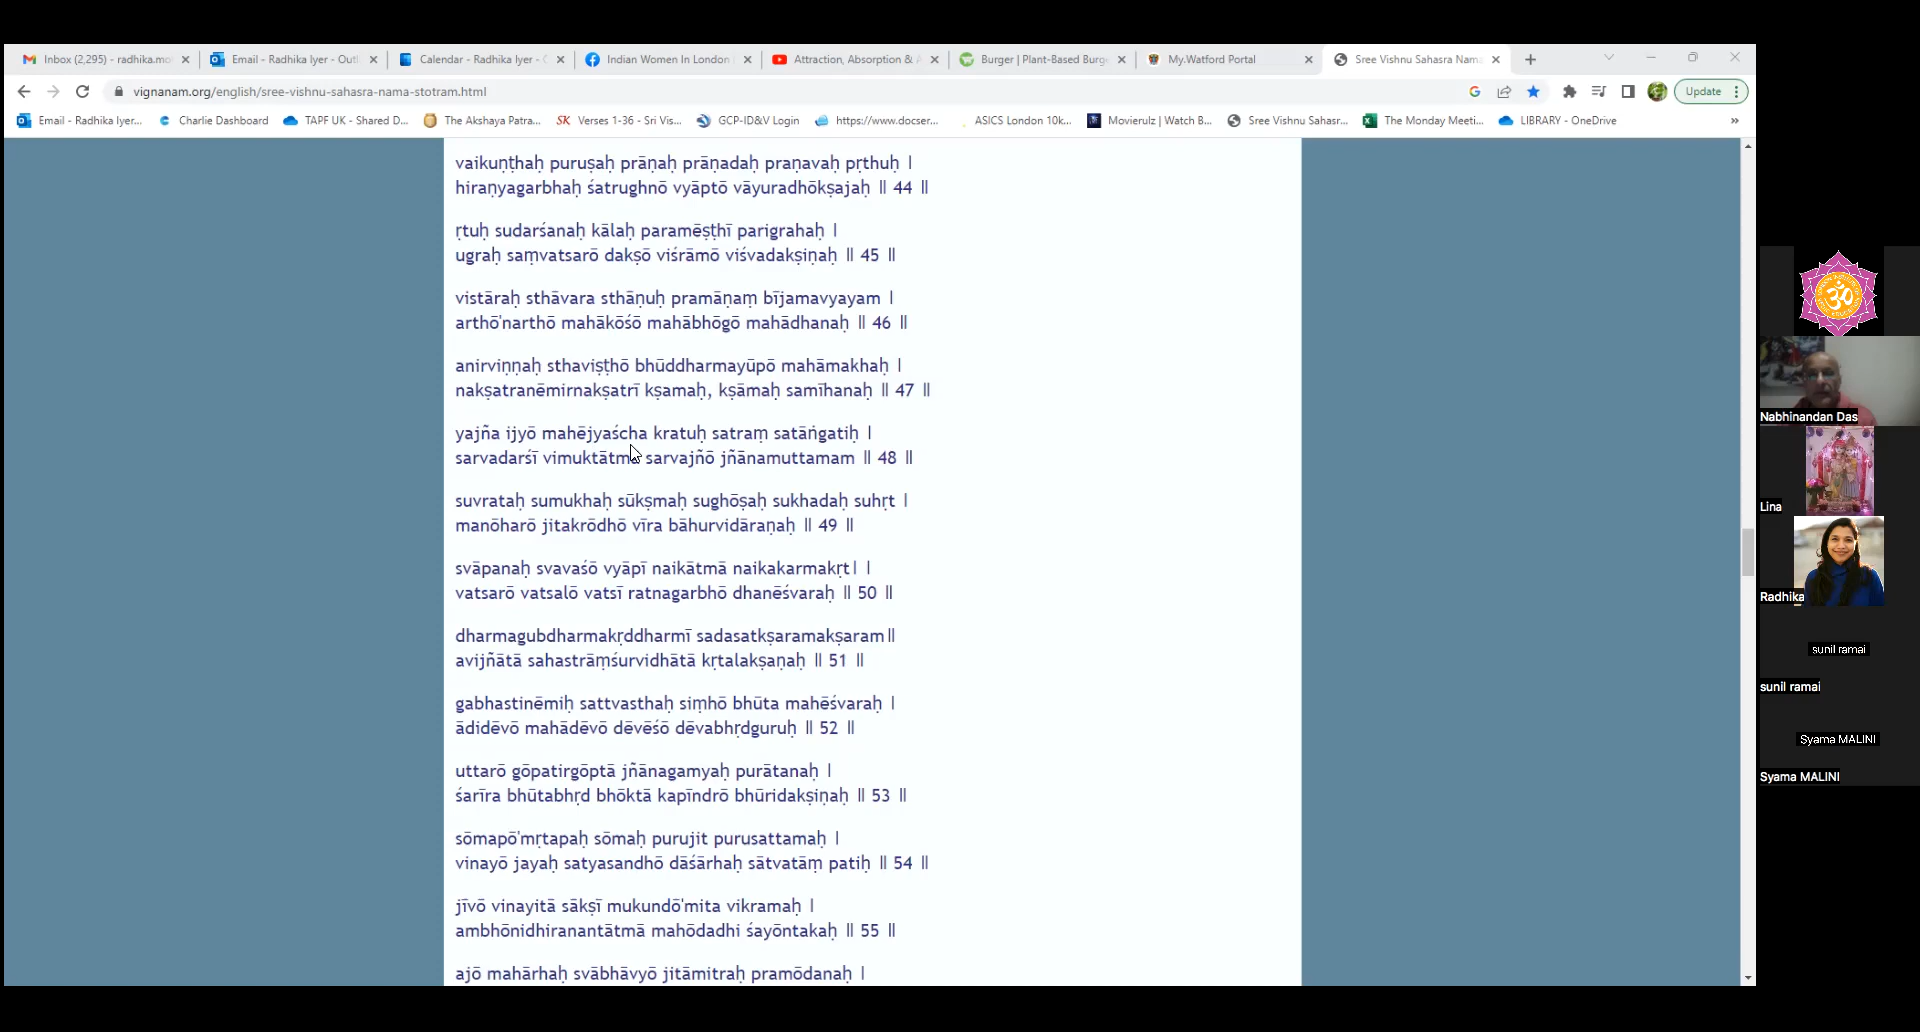 Inbox (2,295) - radhika.mo
Email - Radhika Iyer - Outl
Calendar - Radhika Iyer -
Indian Women In London
Attraction, Absorption &
Burger | Plant-Based Burg
My.Watford Portal
Sree Vishnu Sahasra Nam
vignanam.org/english/sree-vishnu-sahasra-nama-stotram.html
Update
Email - Radhika Iyer...
Charlie Dashboard
TAPF UK - Shared D...
The Akshaya Patra...
SK Verses 1-36 - Sri Vis...
GCP-ID&V Login
https://www.docser...
ASICS London 10k...
Movierulz | Watch B...
Sree Vishnu Sahasr...
The Monday Meeti...
LIBRARY - OneDrive
»
vaikuṇṭhaḥ puruṣaḥ prāṇaḥ prāṇadaḥ praṇavaḥ pṛthuḥ |
hiraṇyagarbhaḥ śatrughnō vyāptō vāyuradhōkṣajaḥ || 44 ||
ṛtuḥ sudarśanaḥ kālaḥ paramēṣṭhī parigrahaḥ |
ugraḥ saṃvatsarō dakṣō viśrāmō viśvadakṣiṇaḥ || 45 ||
vistāraḥ sthāvara sthāṇuḥ pramāṇaṃ bījamavyayam |
arthō'narthō mahākōśō mahābhōgō mahādhanaḥ || 46 ||
anirviṇṇaḥ sthaviṣṭhō bhūddharmayūpō mahāmakhaḥ |
nakṣatranēmirnakṣatrī kṣamaḥ, kṣāmaḥ samīhanaḥ || 47 ||
yajña ijyō mahējyaścha kratuḥ satraṃ satāṅgatiḥ |
sarvadarśī vimuktātmā sarvajñō jñānamuttamam || 48 ||
suvrataḥ sumukhaḥ sūkṣmaḥ sughōṣaḥ sukhadaḥ suhṛt |
manōharō jitakrōdhō vīra bāhurvidāraṇaḥ || 49 ||
svāpanaḥ svavaśō vyāpī naikātmā naikakarmakṛt| |
vatsarō vatsalō vatsī ratnagarbhō dhanēśvaraḥ || 50 ||
dharmagubdharmakṛddharmī sadasatkṣaramakṣaram||
avijñātā sahastrāṃśurvidhātā kṛtalakṣaṇaḥ || 51 ||
gabhastinēmiḥ sattvasthaḥ siṃhō bhūta mahēśvaraḥ |
ādidēvō mahādēvō dēvēśō dēvabhṛdguruḥ || 52 ||
uttarō gōpatirgōptā jñānagamyaḥ purātanaḥ |
śarīra bhūtabhṛd bhōktā kapīndrō bhūridakṣiṇaḥ || 53 ||
sōmapō'mṛtapaḥ sōmaḥ purujit purusattamaḥ |
vinayō jayaḥ satyasandhō dāśārhaḥ sātvatāṃ patiḥ || 54 ||
jīvō vinayitā sākṣī mukundō'mita vikramaḥ |
ambhōnidhiranantātmā mahōdadhi śayōntakaḥ || 55 ||
ajō mahārhaḥ svābhāvyō jitāmitraḥ pramōdanaḥ |
ॐ
Nabhinandan Das
Lina
Radhika
sunil ramai
sunil ramai
Syama MALINI
Syama MALINI